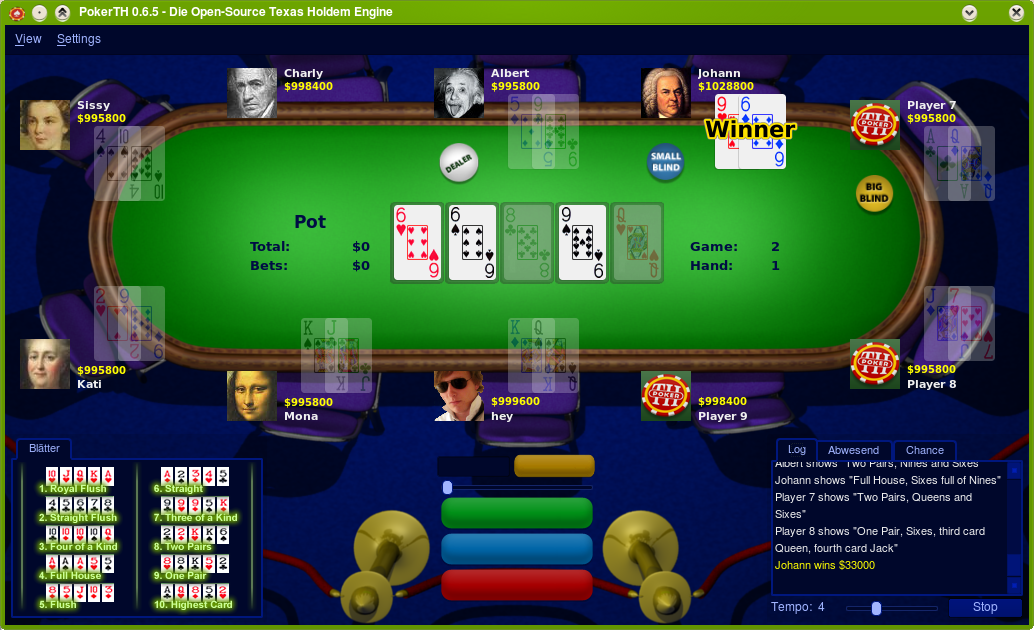 PokerTH 0.6.5 - Die Open-Source Texas Holdem Engine
View Settings
Charly
$998400
Albert
$995800
Johann
$1028800
Sissy
$995800
Player 7
$995800
Winner
DEALER
SMALL
BLIND
BIG
BLIND
Pot
Total: $0
Bets: $0
6 6 8 9 Q
Game: 2
Hand: 1
$995800
Kati
$995800
Mona
$999600
hey
$998400
Player 9
$995800
Player 8
Blätter
1. Royal Flush
2. Straight Flush
3. Four of a Kind
4. Full House
5. Flush
6. Straight
7. Three of a Kind
8. Two Pairs
9. One Pair
10. Highest Card
Log Abwesend Chance
Albert shows "Two Pairs, Nines and Sixes"
Johann shows "Full House, Sixes full of Nines"
Player 7 shows "Two Pairs, Queens and
Sixes"
Player 8 shows "One Pair, Sixes, third card
Queen, fourth card Jack"
Johann wins $33000
Tempo: 4
Stop